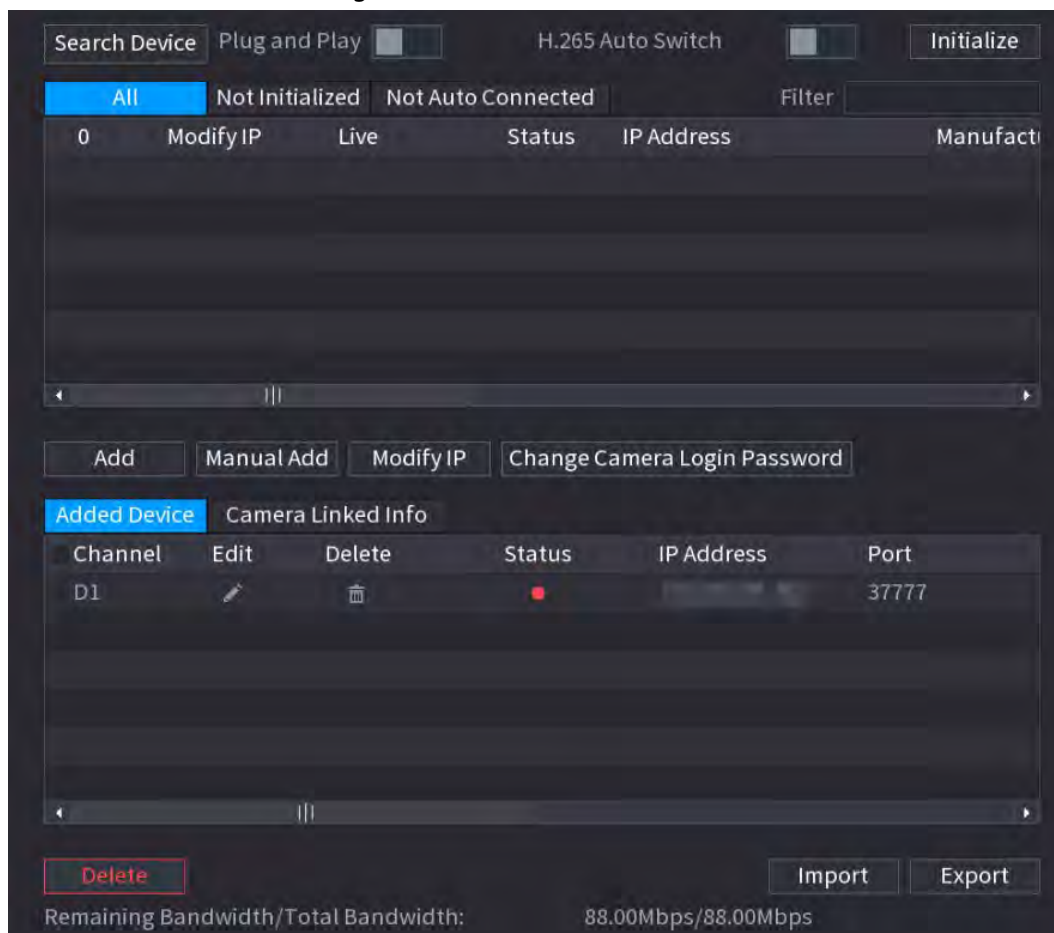 Search Device Plug and Play H.265 Auto Switch Initialize
All Not Initialized Not Auto Connected Filter
0 Modify IP Live Status IP Address
Add Manual Add Modify IP Change Camera Login Password
Added Device Camera Linked Info
Channel Edit Delete Status IP Address Port
D1 37777
Delete Import Export
Remaining Bandwidth/Total Bandwidth: 88.00Mbps/88.00Mbps